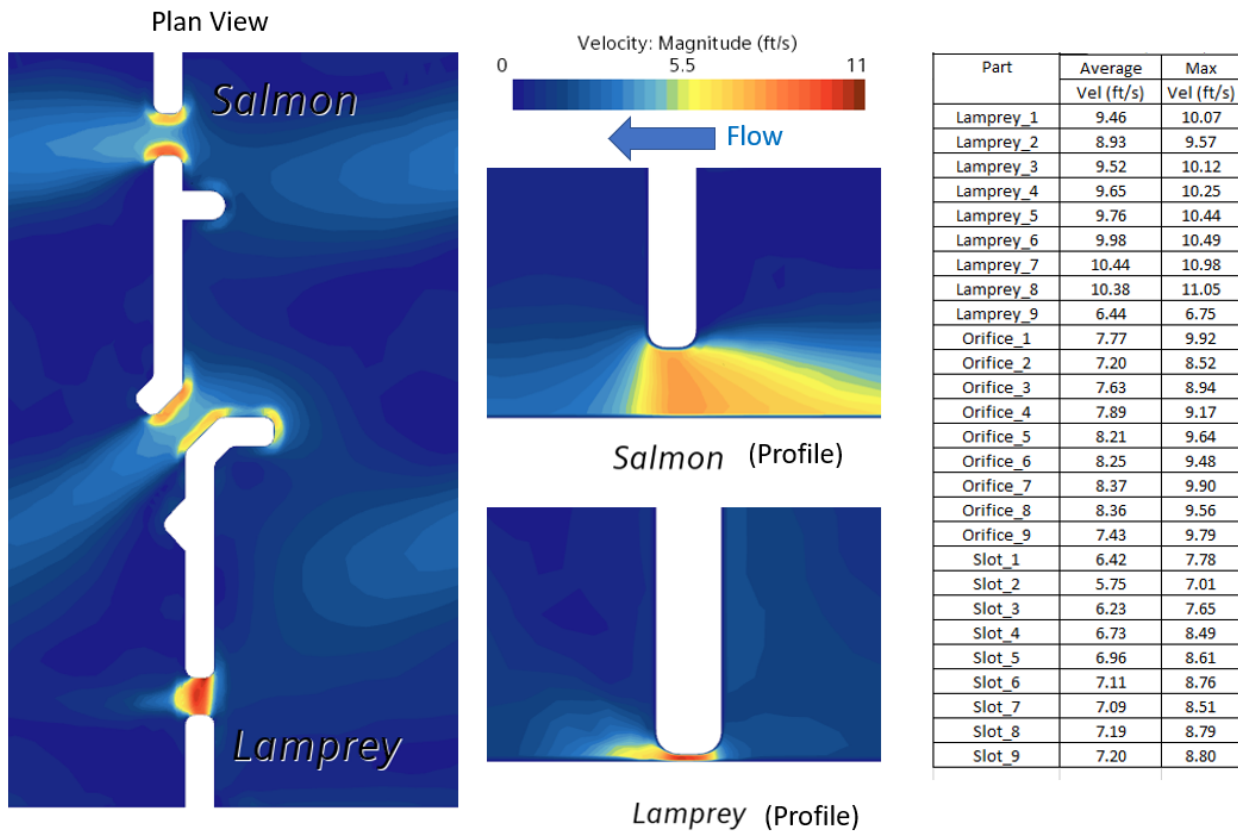 Plan View
Salmon
Lamprey
Velocity: Magnitude (ft/s)
0 5.5 11
Flow
Salmon (Profile)
Lamprey (Profile)
Part Average Max
Vel (ft/s) Vel (ft/s)
Lamprey_1 9.46 10.07
Lamprey_2 8.93 9.57
Lamprey_3 9.52 10.12
Lamprey_4 9.65 10.25
Lamprey_5 9.76 10.44
Lamprey_6 9.98 10.49
Lamprey_7 10.44 10.98
Lamprey_8 10.38 11.05
Lamprey_9 6.44 6.75
Orifice_1 7.77 9.92
Orifice_2 7.20 8.52
Orifice_3 7.63 8.94
Orifice_4 7.89 9.17
Orifice_5 8.21 9.64
Orifice_6 8.25 9.48
Orifice_7 8.37 9.90
Orifice_8 8.36 9.56
Orifice_9 7.43 9.79
Slot_1 6.42 7.78
Slot_2 5.75 7.01
Slot_3 6.23 7.65
Slot_4 6.73 8.49
Slot_5 6.96 8.61
Slot_6 7.11 8.76
Slot_7 7.09 8.51
Slot_8 7.19 8.79
Slot_9 7.20 8.80